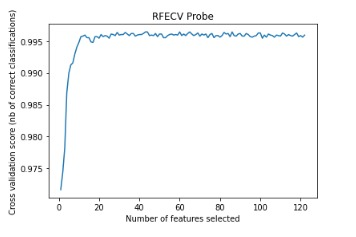 RFECV Probe
Cross validation score (nb of correct classifications)
0.995
0.990
0.985
0.980
0.975
0 20 40 60 80 100 120
Number of features selected